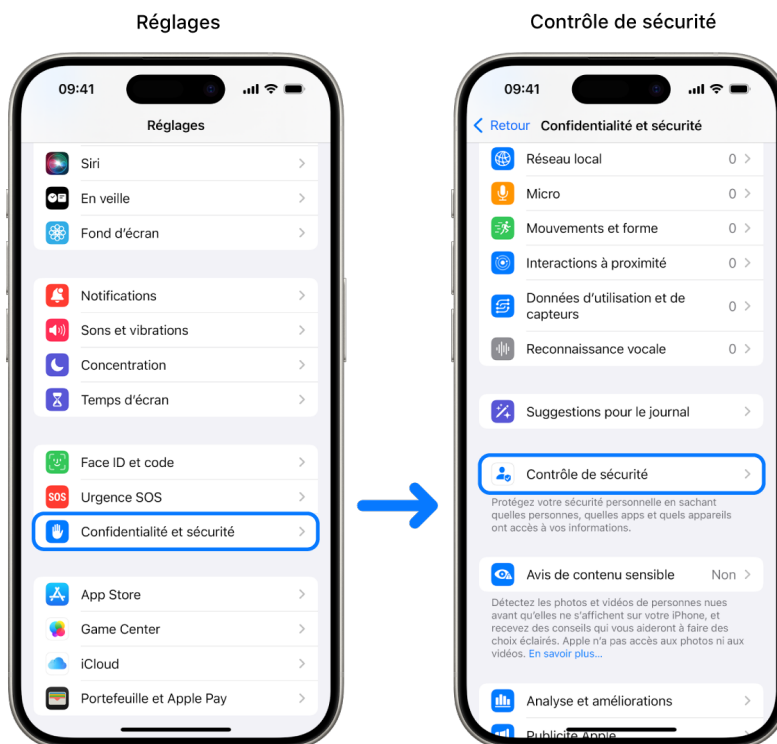 Réglages
09:41
Réglages
Siri
En veille
Fond d'écran
Notifications
Sons et vibrations
Concentration
Temps d'écran
Face ID et code
SOS Urgence SOS
Confidentialité et sécurité
App Store
Game Center
iCloud
Portefeuille et Apple Pay
Contrôle de sécurité
09:41
Retour Confidentialité et sécurité
Réseau local 0
Micro 0
Mouvements et forme 0
Interactions à proximité 0
Données d'utilisation et de
capteurs 0
Reconnaissance vocale 0
Suggestions pour le journal
Contrôle de sécurité
Protégez votre sécurité personnelle en sachant
quelles personnes, quelles apps et quels appareils
ont accès à vos informations.
Avis de contenu sensible Non
Détectez les photos et vidéos de personnes nues
avant qu'elles ne s'affichent sur votre iPhone, et
recevez des conseils qui vous aideront à faire des
choix éclairés. Apple n'a pas accès aux photos ni aux
vidéos. En savoir plus...
Analyse et améliorations
Publicité Apple